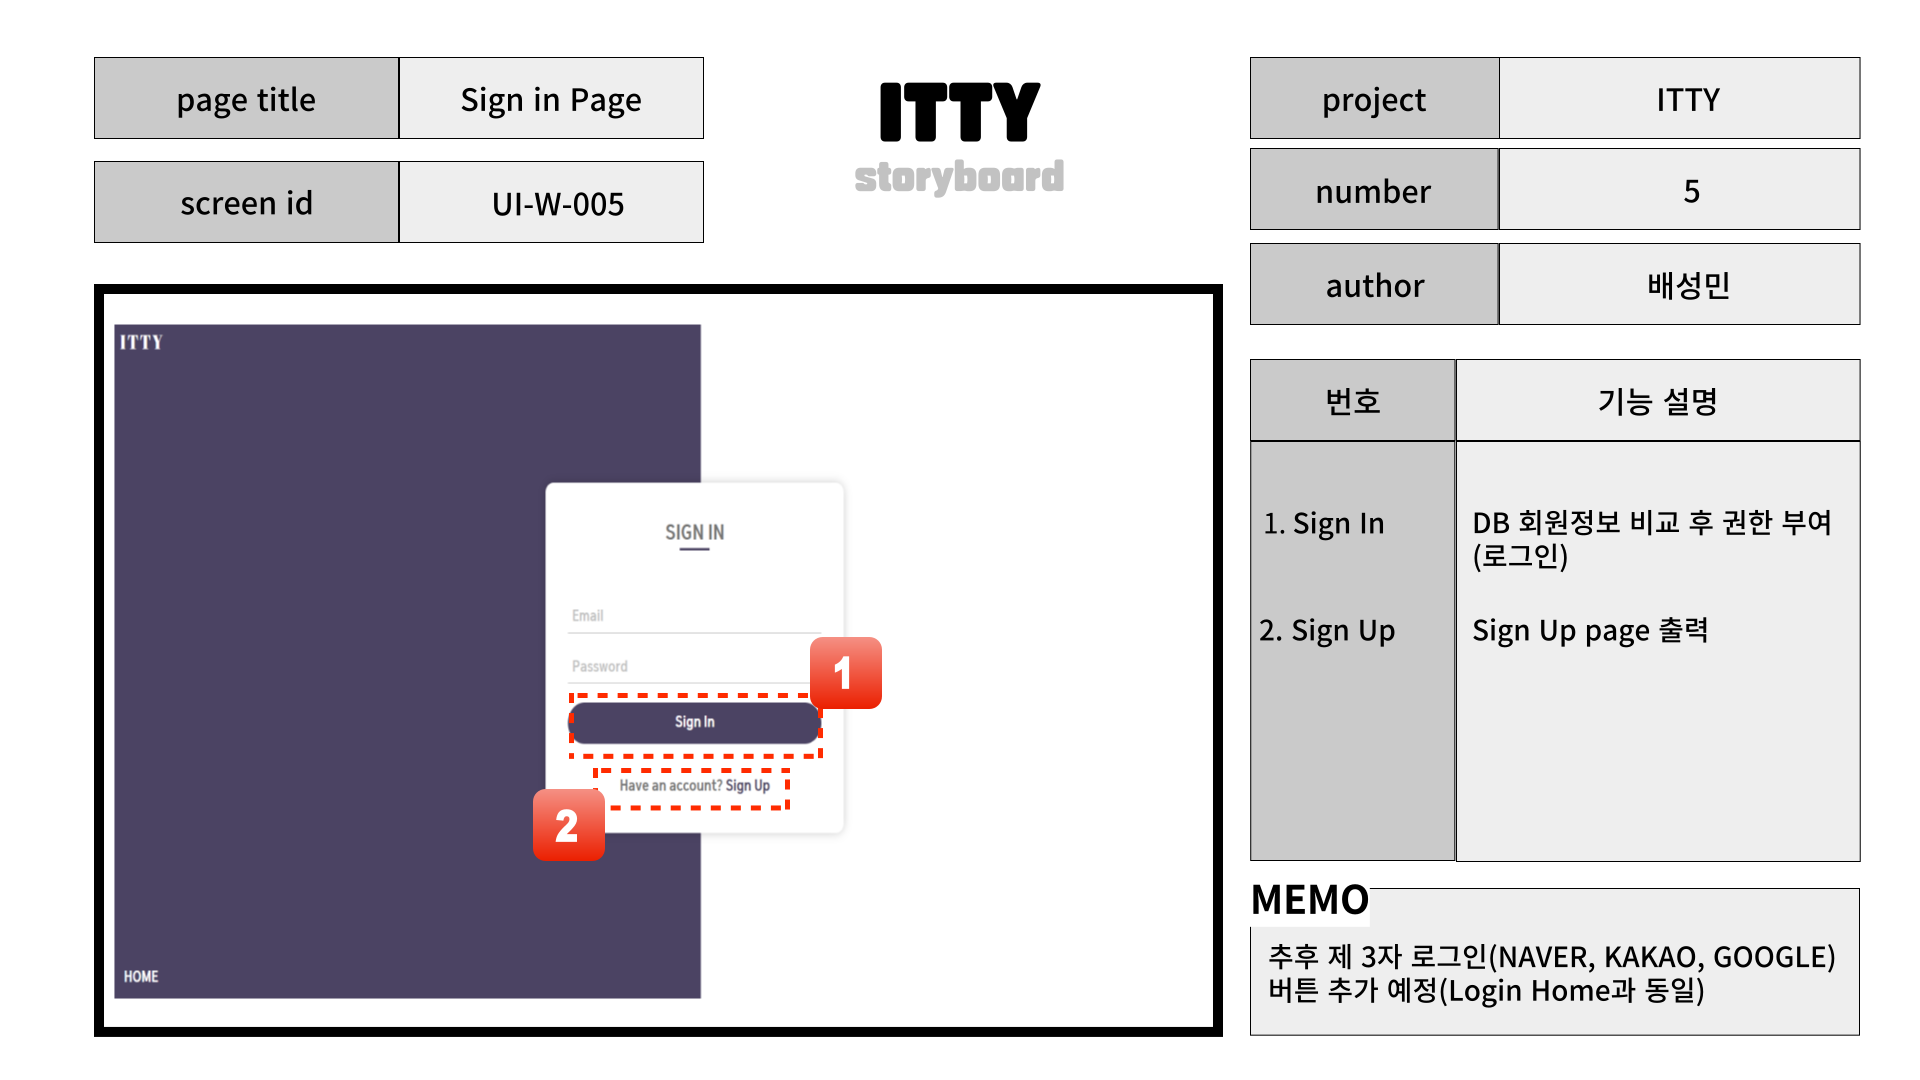 page title
Sign in Page
screen id
UI-W-005
ITTY
storyboard
project
ITTY
number
5
author
배성민
ITTY
SIGN IN
Email
Password
1
Sign In
Have an account? Sign Up
2
HOME
번호
기능 설명
1. Sign In
DB 회원정보 비교 후 권한 부여
(로그인)
2. Sign Up
Sign Up page 출력
MEMO
추후 제 3자 로그인(NAVER, KAKAO, GOOGLE)
버튼 추가 예정(Login Home과 동일)